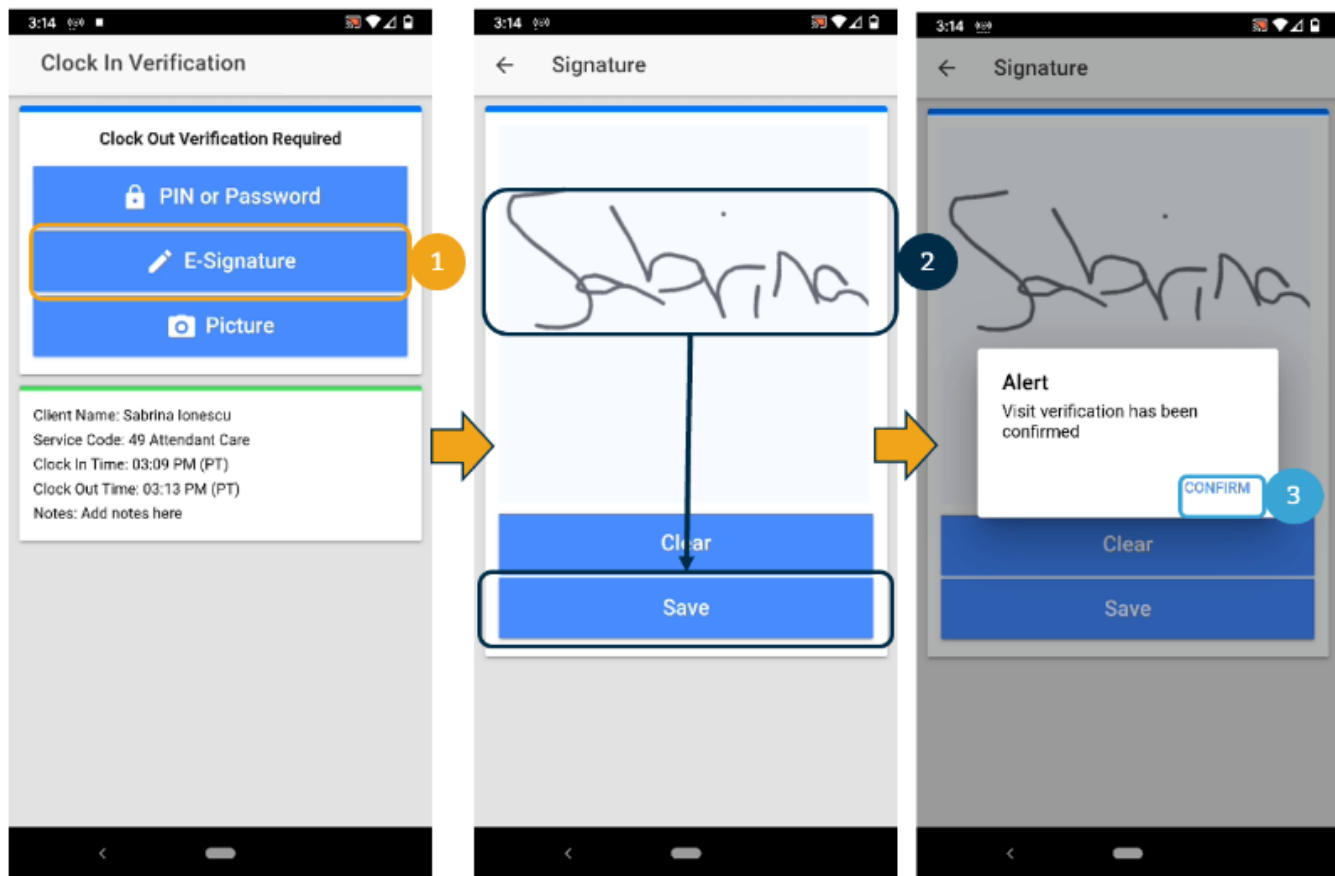 3:14
Clock In Verification
Clock Out Verification Required
PIN or Password
E-Signature
1
Picture
Client Name: Sabrina Ionescu
Service Code: 49 Attendant Care
Clock In Time: 03:09 PM (PT)
Clock Out Time: 03:13 PM (PT)
Notes: Add notes here
3:14
Signature
Sabrina
2
Clear
Save
3:14
Signature
Sabrina
Alert
Visit verification has been
confirmed
CONFIRM
3
Clear
Save